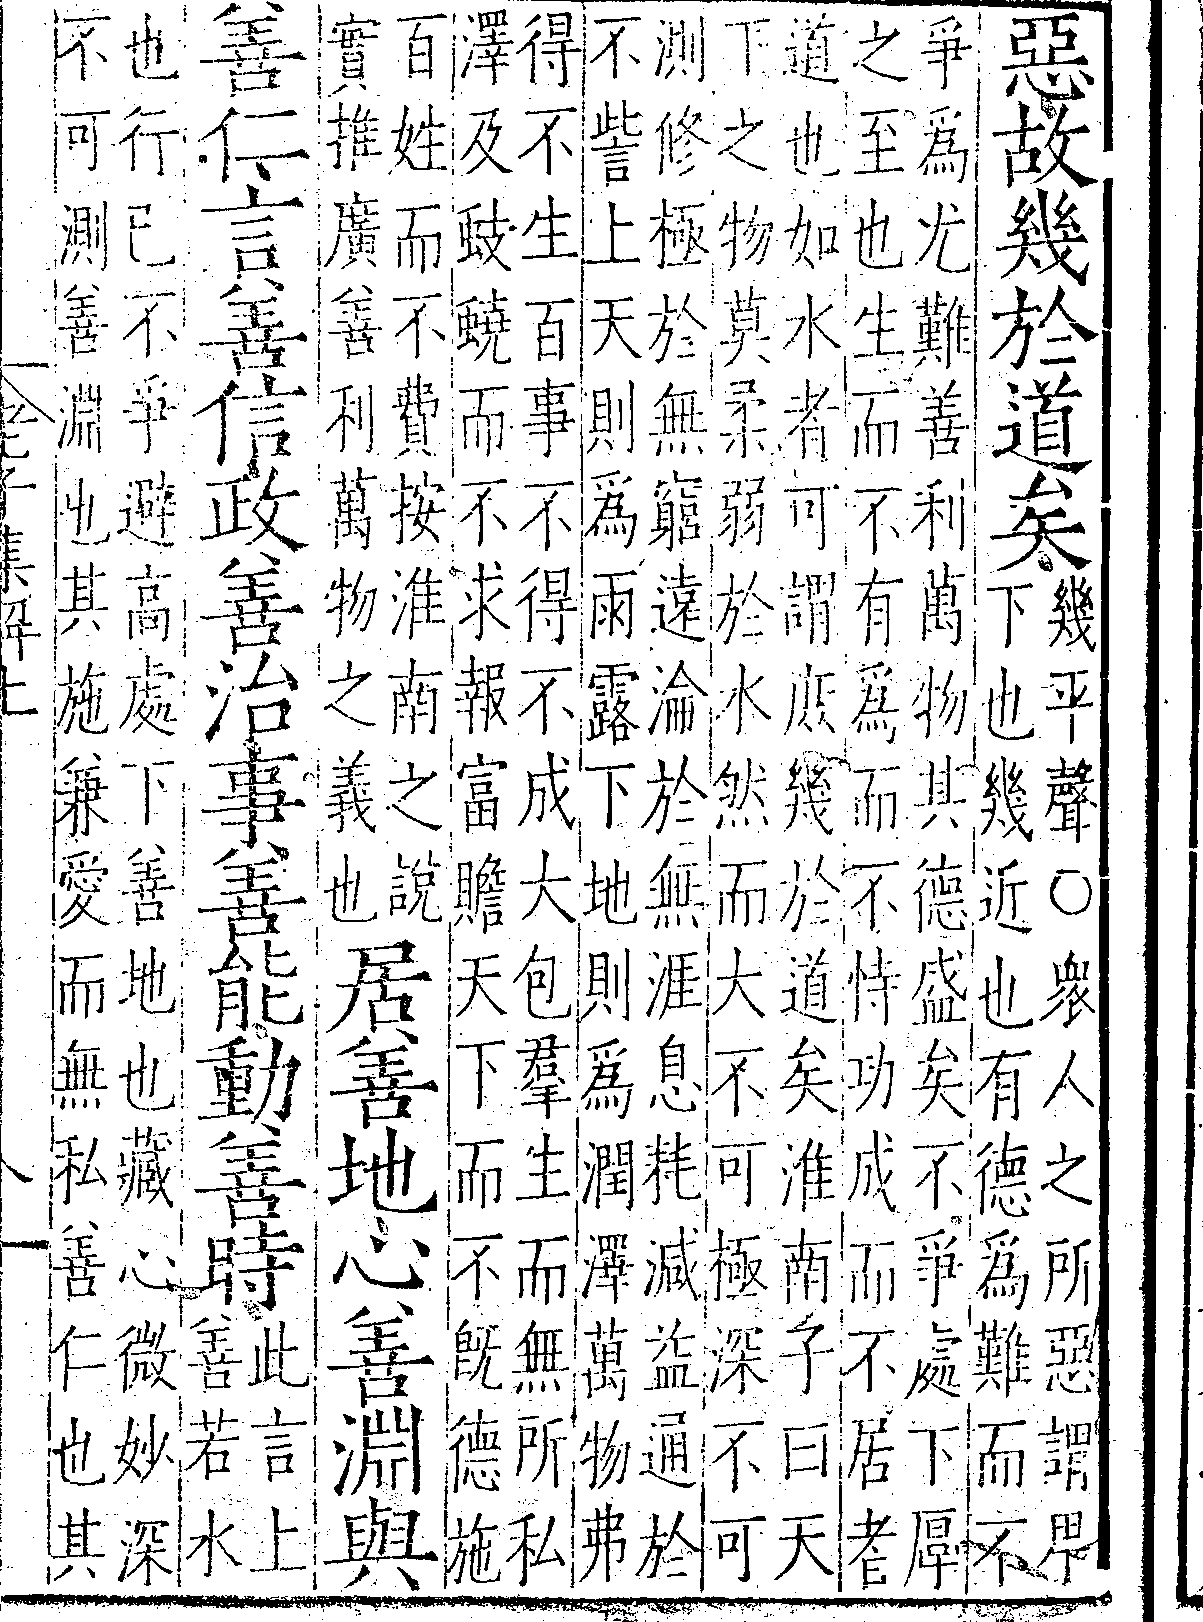 惡故幾於道矣
幾平聲○衆人之所惡謂卑
下也幾近也有德爲難而不
爭爲尤難善利萬物其德盛矣不爭處下厚
之至也生而不有爲而不恃功成而不居者
道也如水者可謂庶幾於道矣淮南子曰天
下之物莫柔弱於水然而大不可極深不可
測修極於無窮遠淪於無涯息耗減益通於
不訾上天則爲雨露下地則爲潤澤萬物弗
得不生百事不得不成大包羣生而無所私
澤及蚑蟯而不求報富贍天下而不既德施
百姓而不費按淮南之說
實推廣善利萬物之義也
居善地心善淵與
善仁言善信政善治事善能動善時
此言上
善若水
也行已不爭避高處下善地也藏心微妙深
不可測善淵也其施兼愛而無私善仁也其
老子集解上